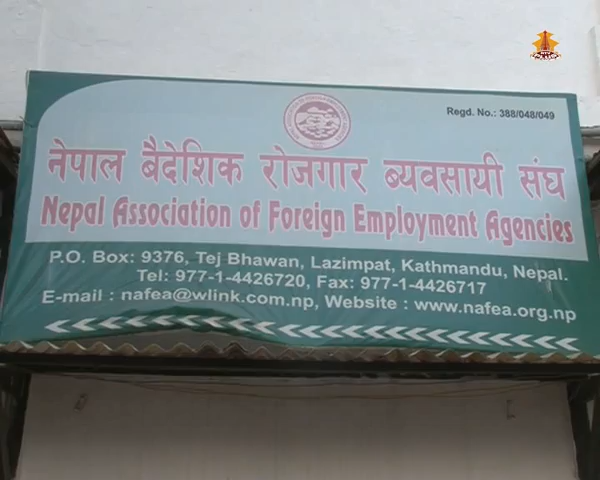 Regd. No.: 388/048/049
नेपाल बैदेशिक रोजगार ब्यवसायी संघ
Nepal Association of Foreign Employment Agencies
P.O. Box: 9376, Tej Bhawan, Lazimpat, Kathmandu, Nepal.
Tel: 977-1-4426720, Fax: 977-1-4426717
E-mail : nafea@wlink.com.np, Website : www.nafea.org.np